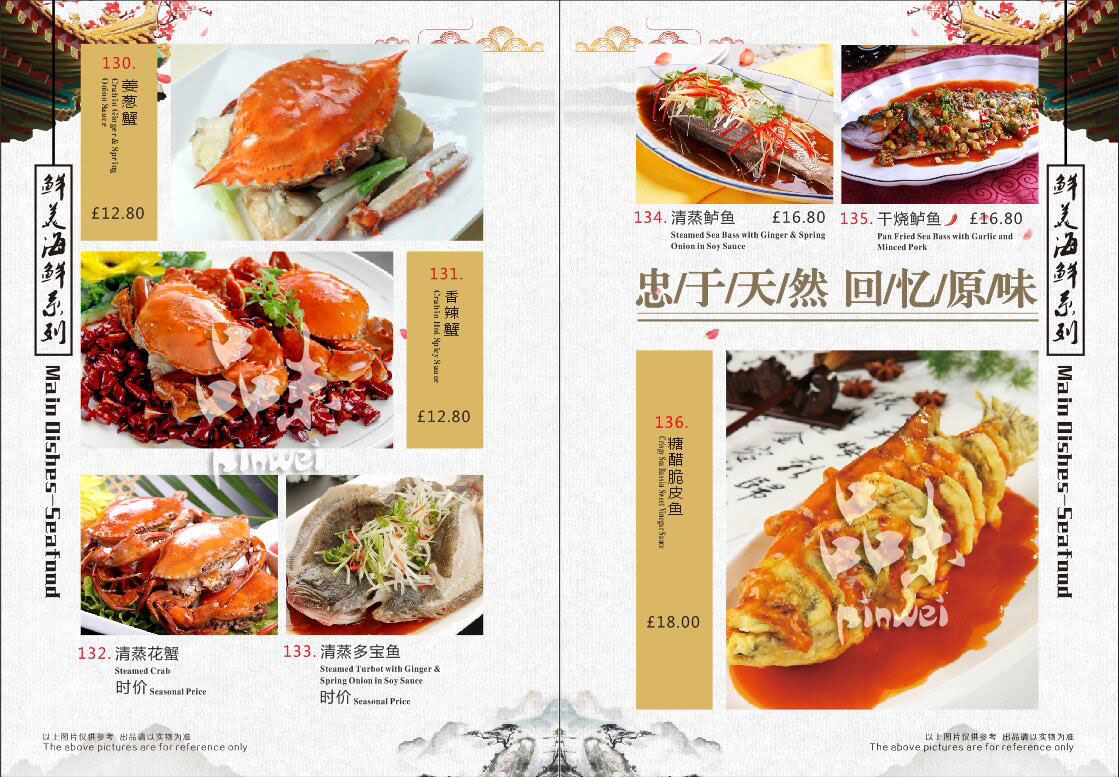 鲜美海鲜系列
Main Dishes-Seafood
130.
姜葱蟹
Crab in Ginger & Spring
Onion Sauce
£12.80
131.
香辣蟹
Crab in Hot Spicy Sauce
£12.80
品味
pinwei
132. 清蒸花蟹
Steamed Crab
时价 Seasonal Price
133. 清蒸多宝鱼
Steamed Turbot with Ginger &
Spring Onion in Soy Sauce
时价 Seasonal Price
以上图片仅供参考 出品请以实物为准
The above pictures are for reference only
134. 清蒸鲈鱼 £16.80
Steamed Sea Bass with Ginger & Spring
Onion in Soy Sauce
135. 干烧鲈鱼 £16.80
Pan Fried Sea Bass with Garlic and
Minced Pork
忠/于/天/然 回/忆/原/味
136.
糖醋脆皮鱼
Crispy Sea Bass in Sweet Vinegar Sauce
£18.00
品味
pinwei
鲜美海鲜系列
Main Dishes-Seafood
以上图片仅供参考 出品请以实物为准
The above pictures are for reference only